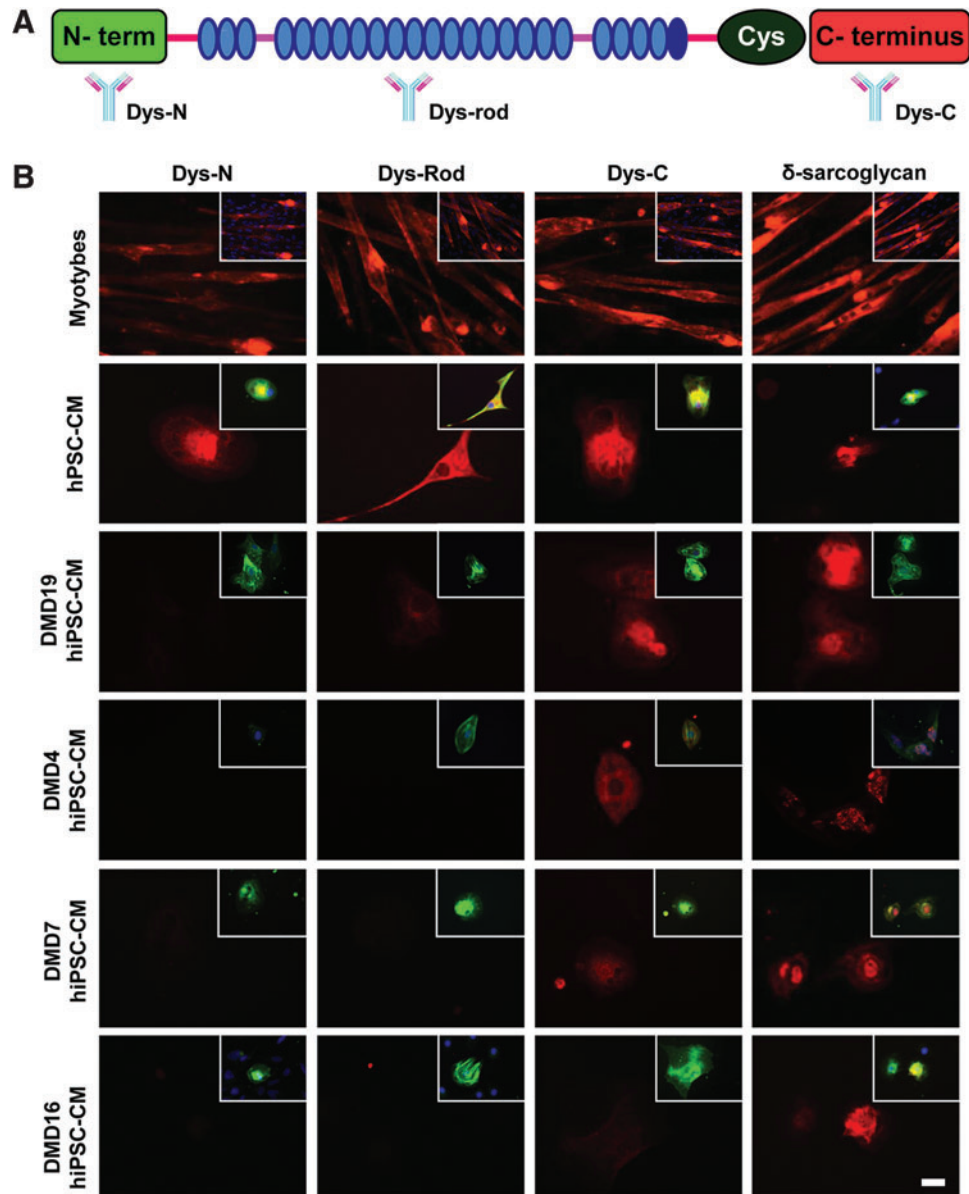 A
N- term
Cys
C- terminus
Dys-N
Dys-rod
Dys-C
B
Dys-N
Dys-Rod
Dys-C
δ-sarcoglycan
Myotybes
hPSC-CM
DMD19
hiPSC-CM
DMD4
hiPSC-CM
DMD7
hiPSC-CM
DMD16
hiPSC-CM